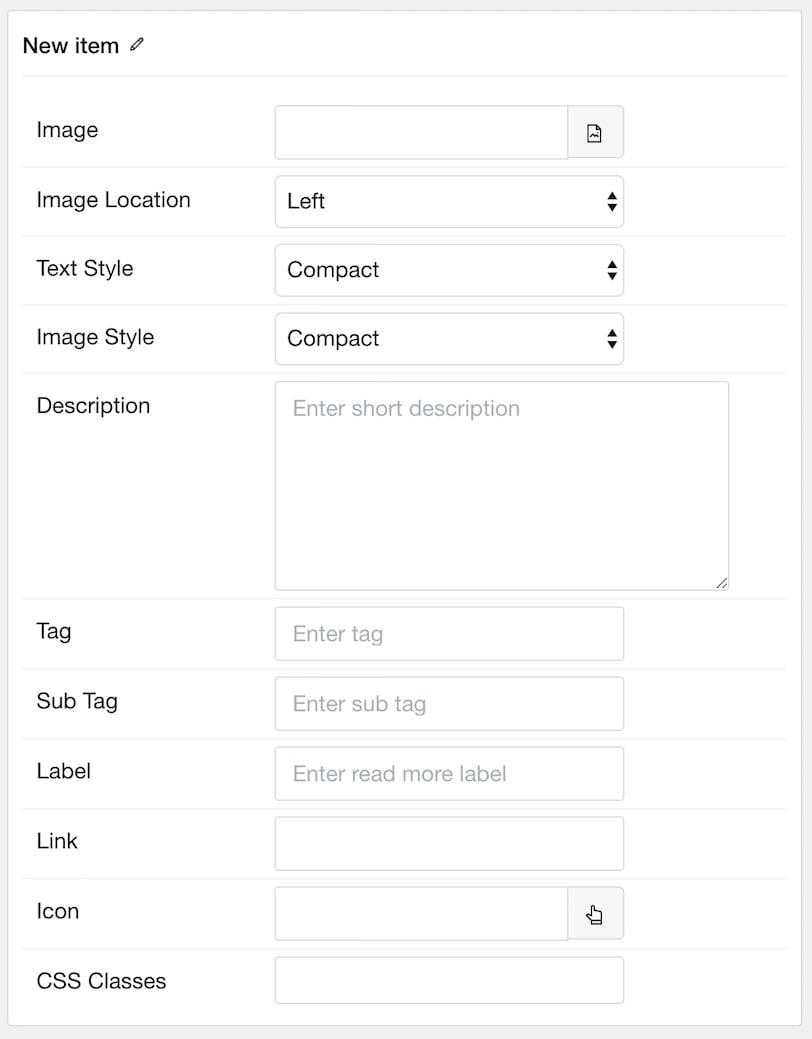 New item
Image
Image Location
Left
Text Style
Compact
Image Style
Compact
Description
Enter short description
Tag
Enter tag
Sub Tag
Enter sub tag
Label
Enter read more label
Link
Icon
CSS Classes